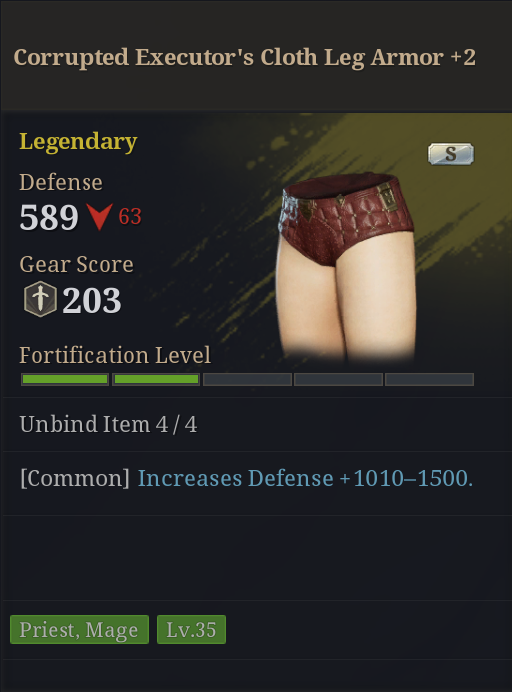 Corrupted Executor's Cloth Leg Armor +2
Legendary
S
Defense
589 63
Gear Score
203
Fortification Level
Unbind Item 4 / 4
[Common] Increases Defense +1010–1500.
Priest, Mage Lv.35